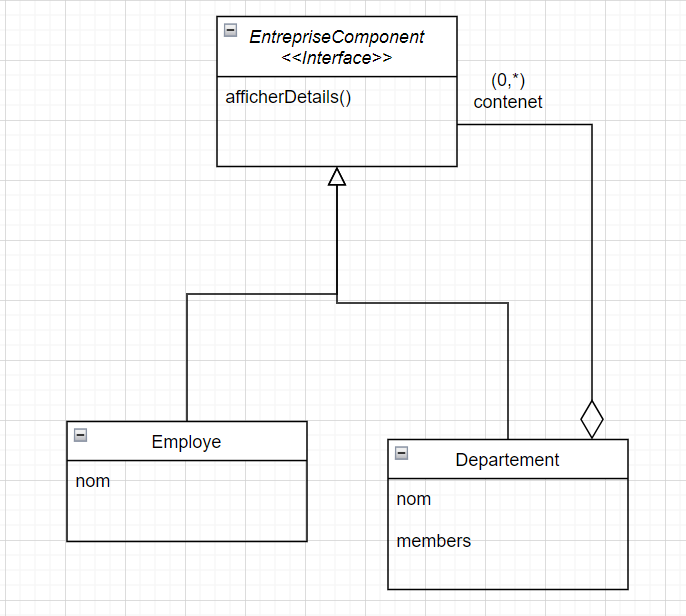 EntrepriseComponent
<<Interface>>
afficherDetails()
(0,*)
contenet
Employe
nom
Departement
nom
members